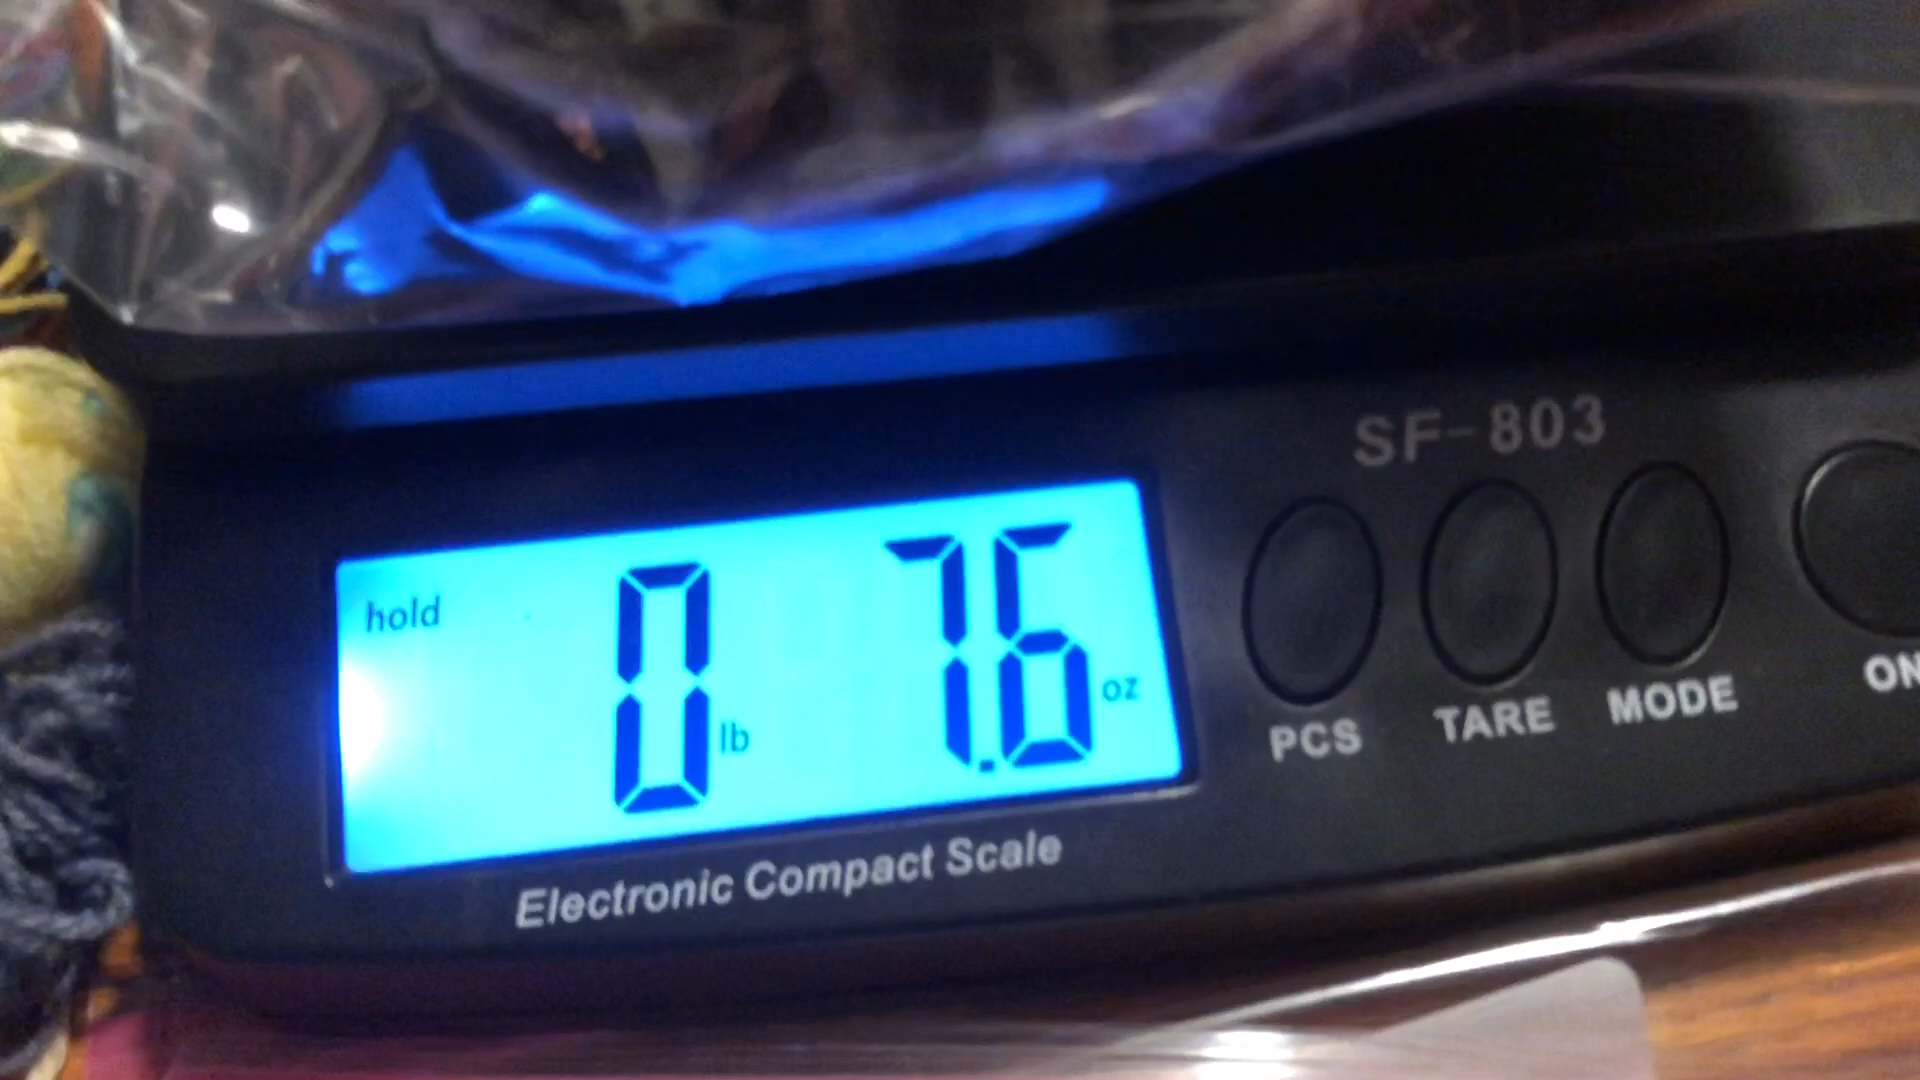 SF-803
hold 0 lb 7.6 oz
PCS TARE MODE ON
Electronic Compact Scale